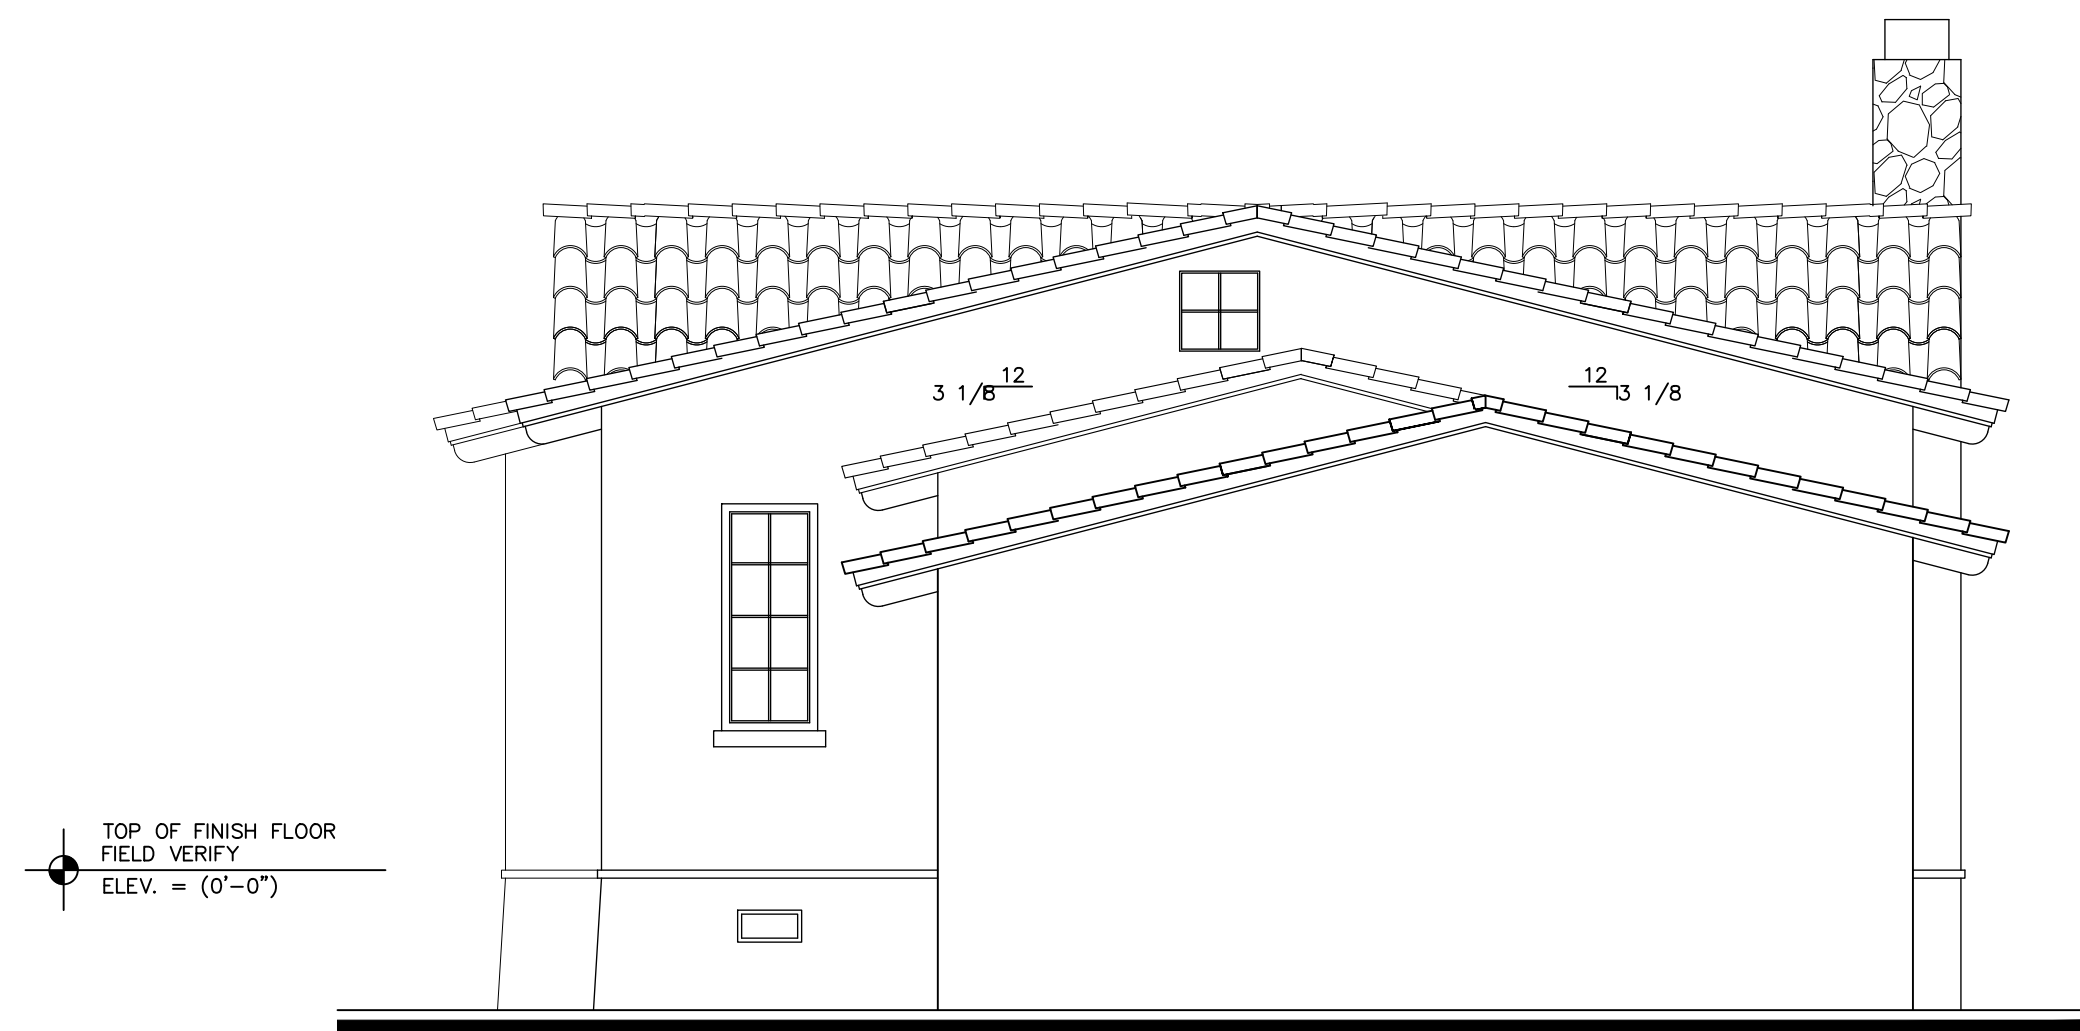 12
3 1/8
12
3 1/8
TOP OF FINISH FLOOR
FIELD VERIFY
ELEV. = (0'-0")